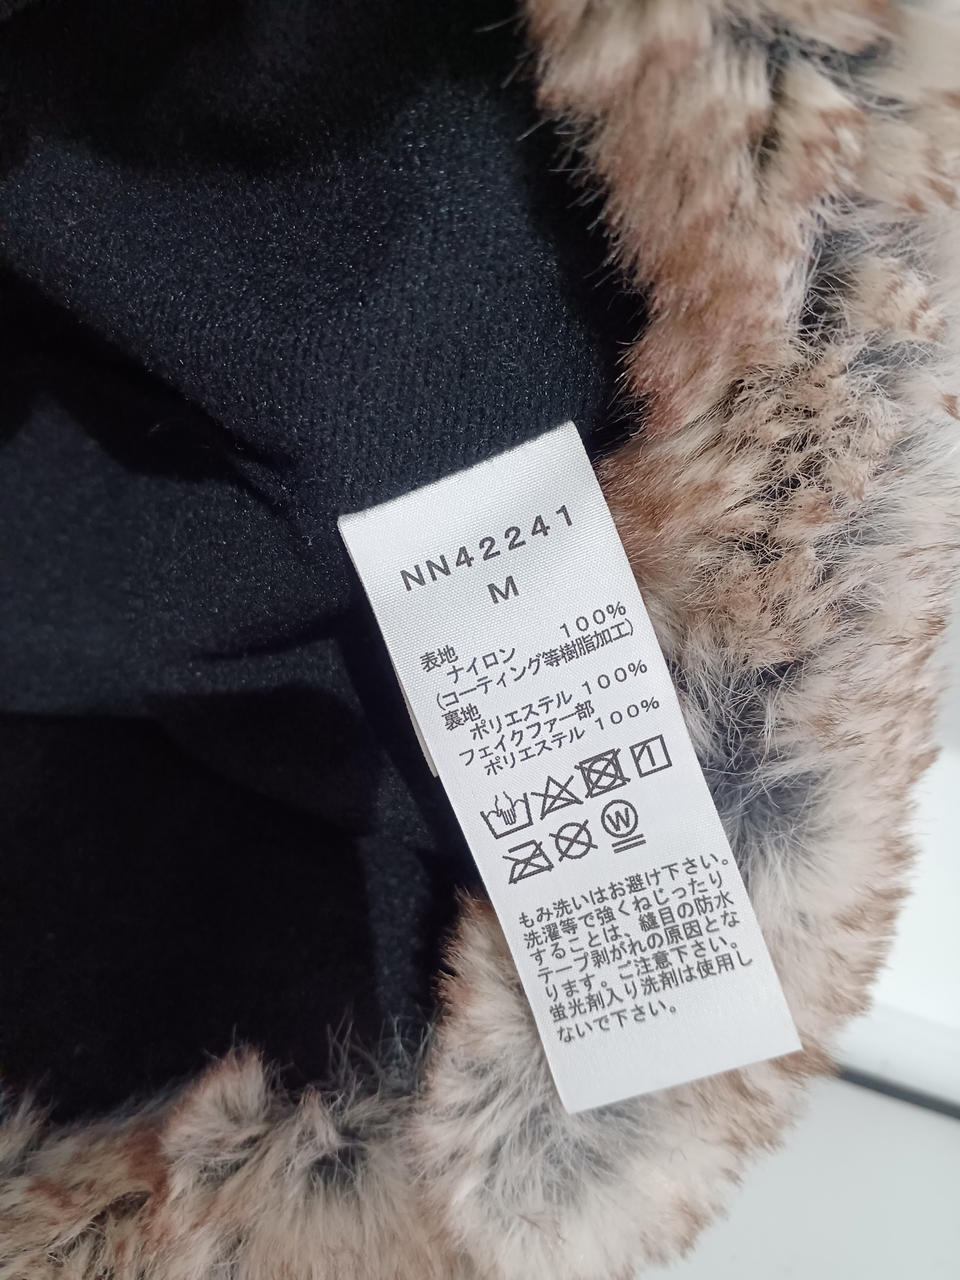 NN42241
M
表地
ナイロン 100%
(コーティング等樹脂加工)
裏地
ポリエステル 100%
フェイクファー部
ポリエステル 100%
W
もみ洗いはお避け下さい。
洗濯等で強くねじったり
することは、縫目の防水
テープ剥がれの原因とな
ります。ご注意下さい。
蛍光剤入り洗剤は使用し
ないで下さい。